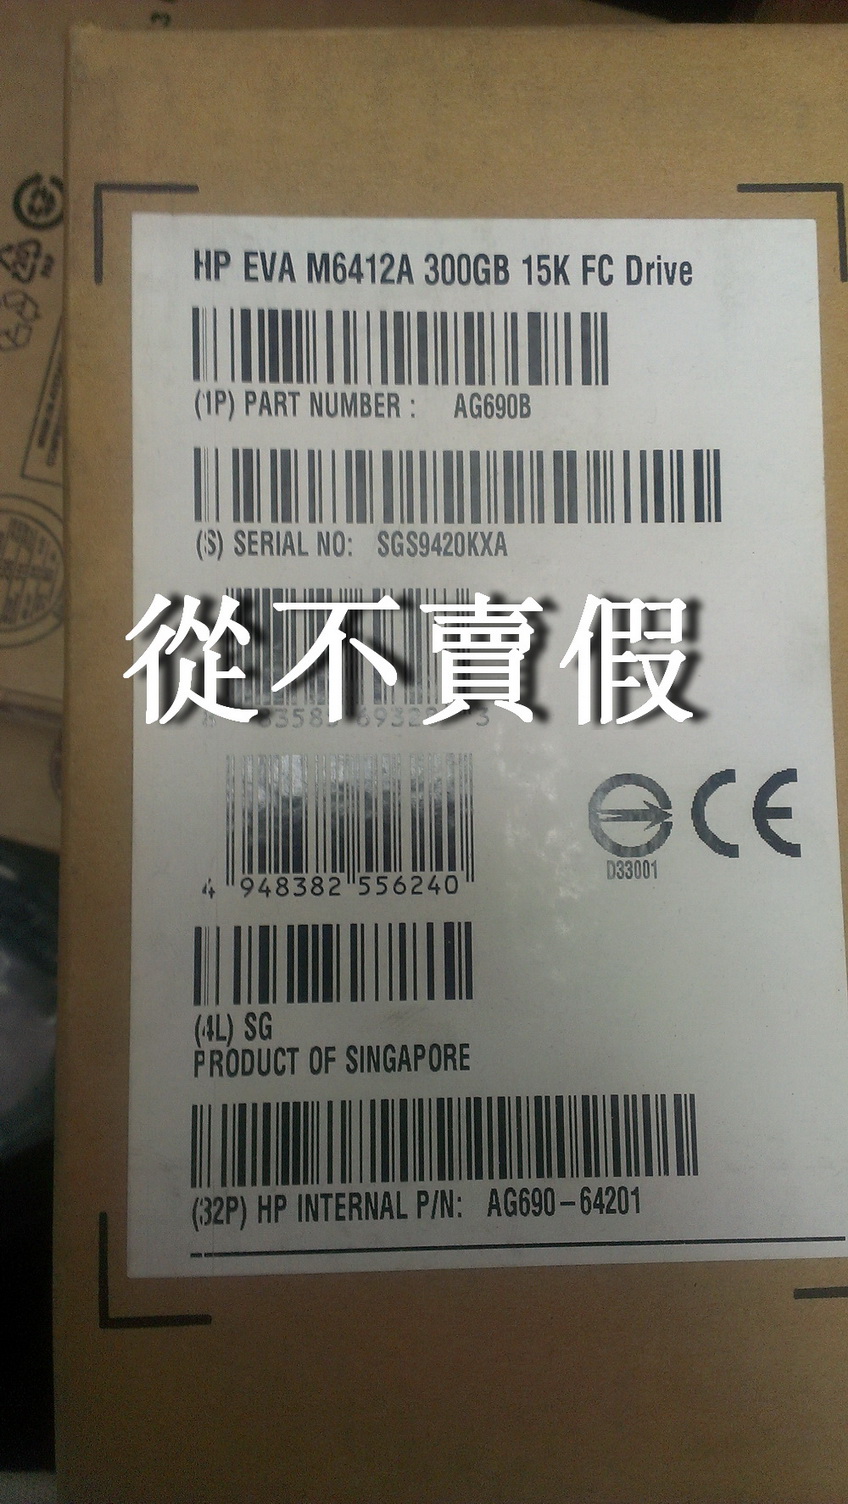 HP EVA M6412A 300GB 15K FC Drive
(1P) PART NUMBER : AG690B
(S) SERIAL NO: SGS9420KXA
從不賣假
4 948382 556240
D33001
CE
(4L) SG
PRODUCT OF SINGAPORE
(32P) HP INTERNAL P/N: AG690-64201